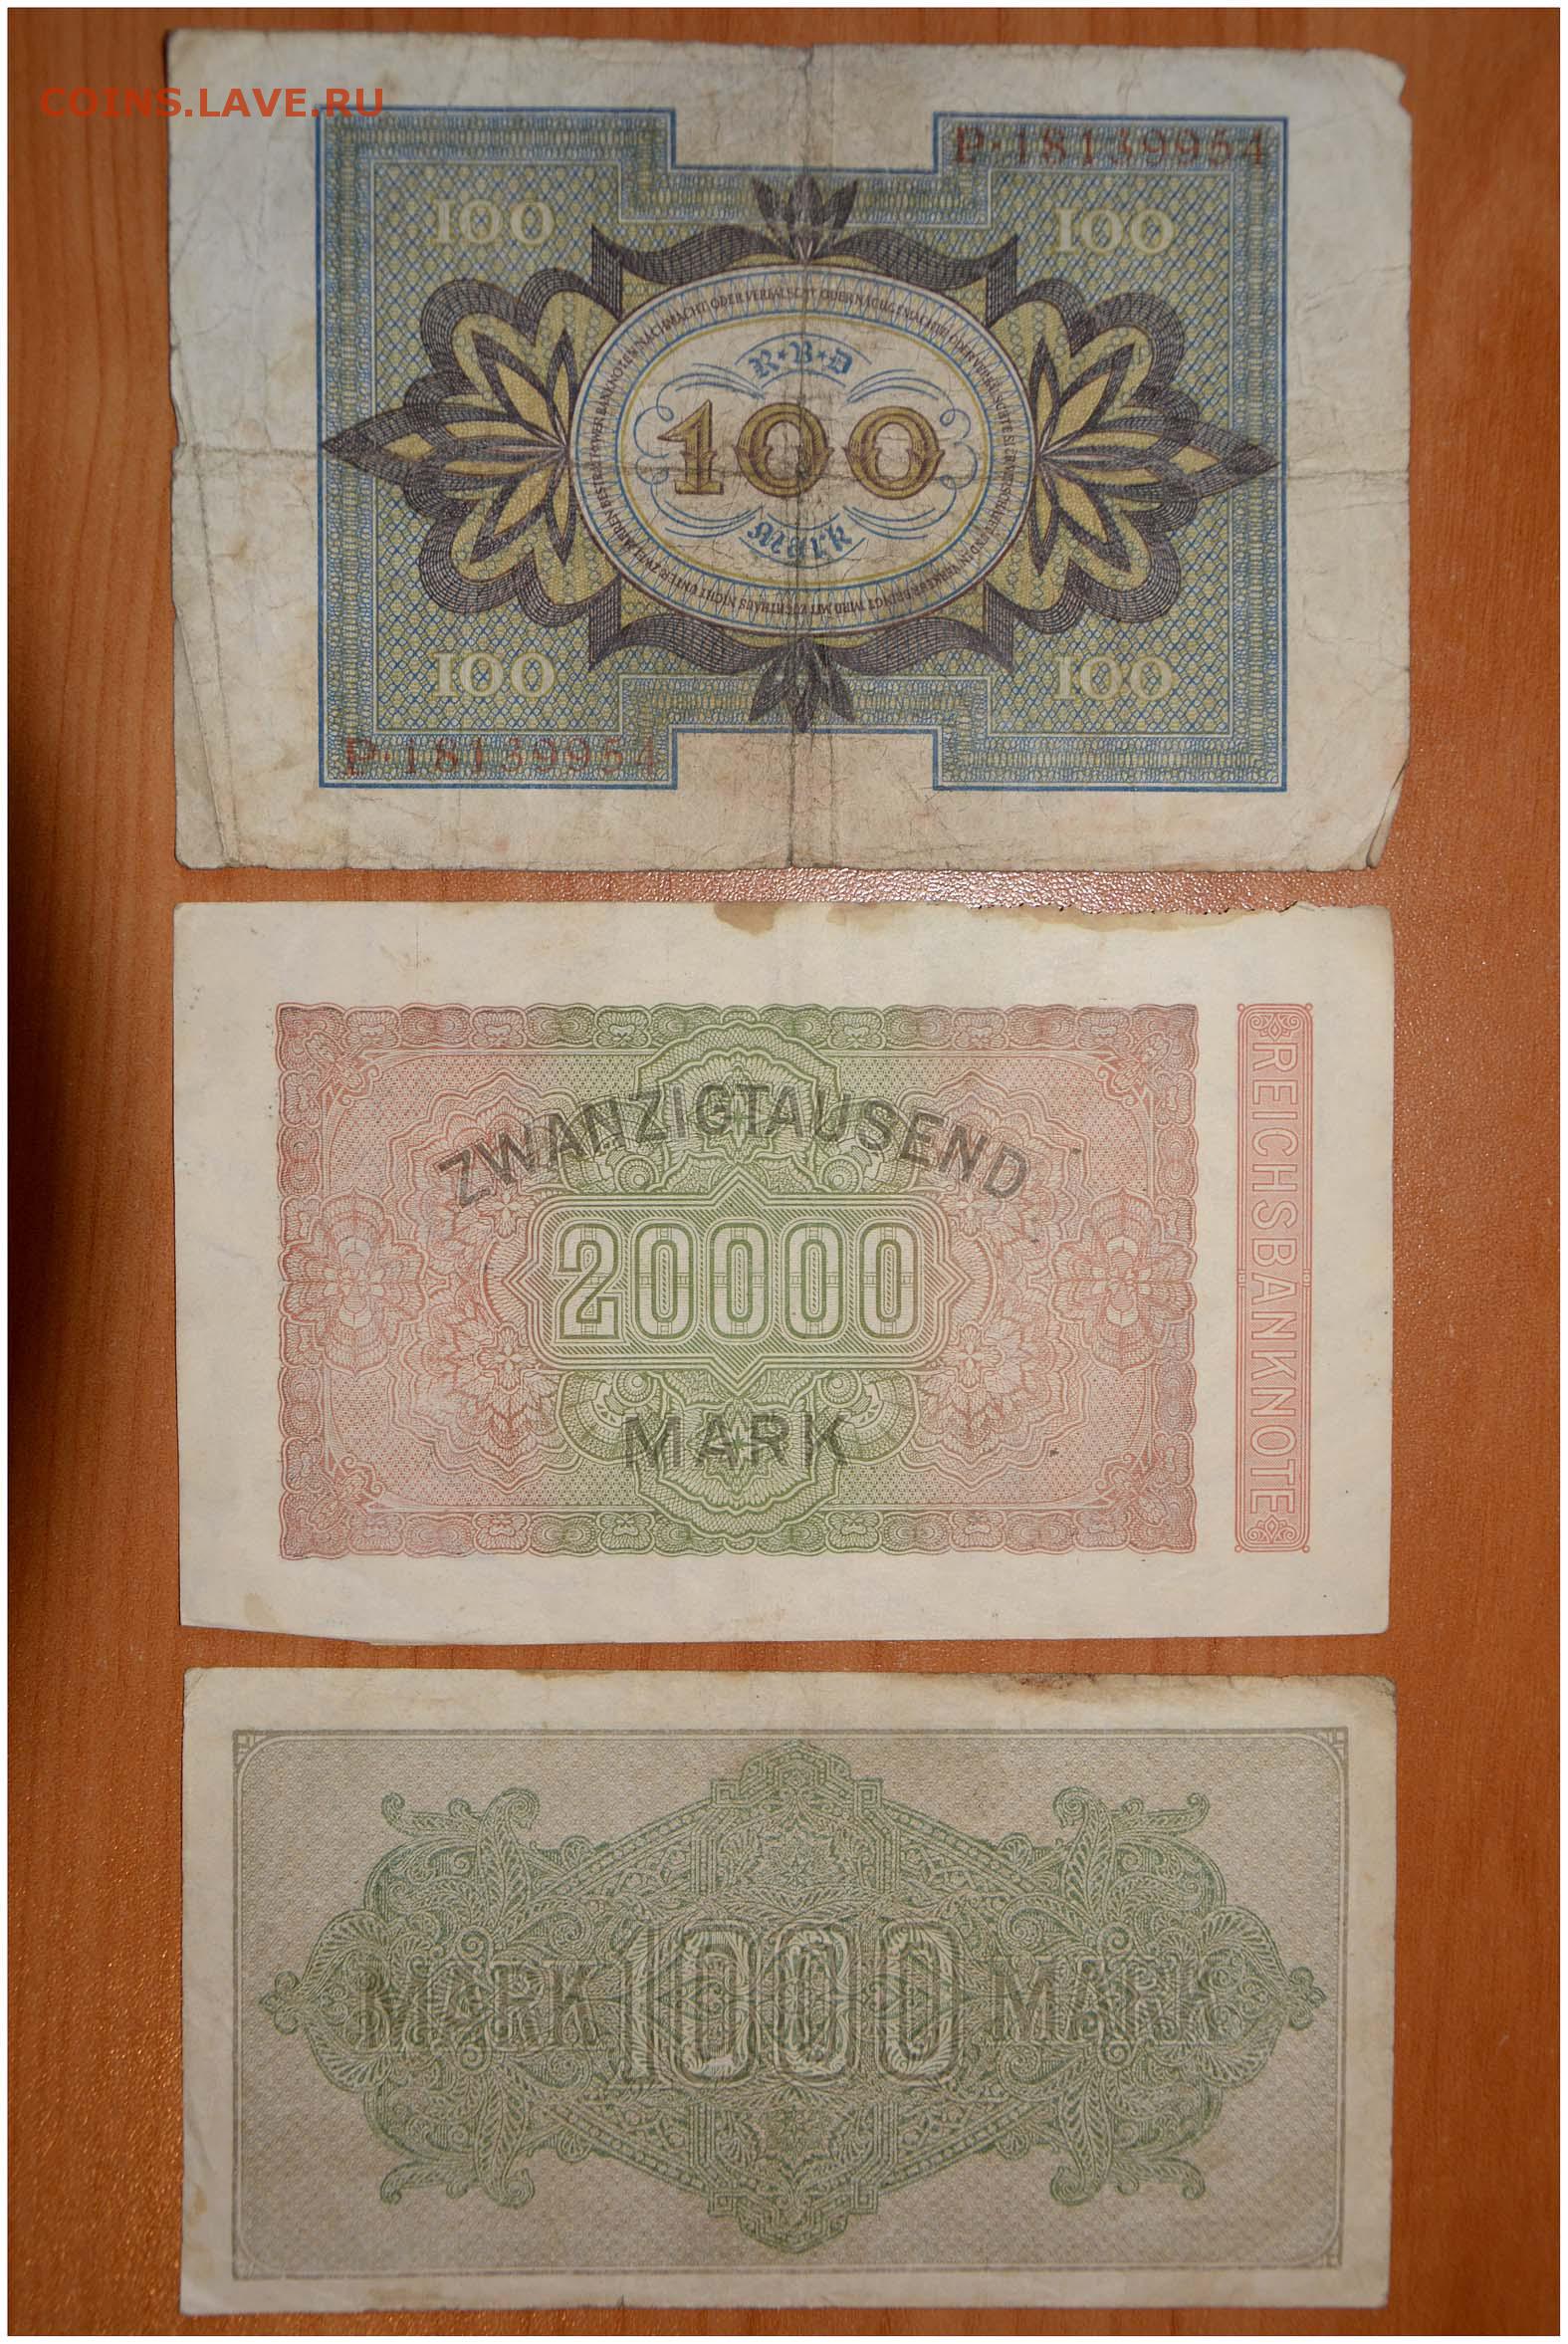 COINS.LAVE.RU
P·18139954
100 100
R·B·D
100
Mark
100 100
P·18139954
ZWANZIGTAUSEND
20000
MARK
REICHSBANKNOTE
MARK 1000 MARK